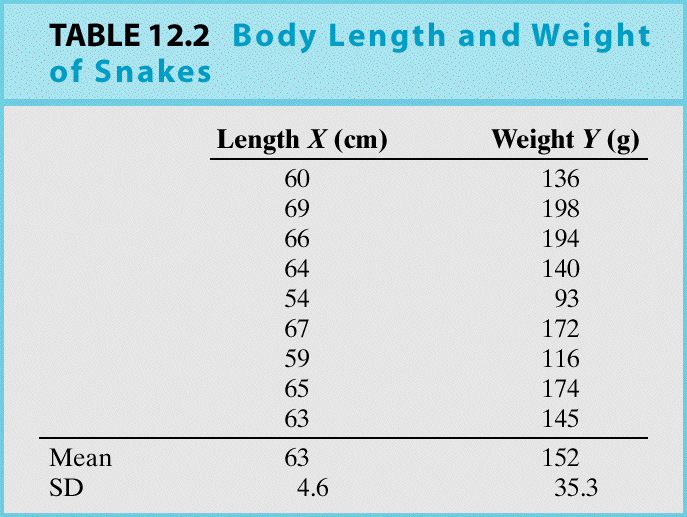 TABLE 12.2 Body Length and Weight
of Snakes
Length X (cm) Weight Y (g)
60 136
69 198
66 194
64 140
54 93
67 172
59 116
65 174
63 145
Mean 63 152
SD 4.6 35.3